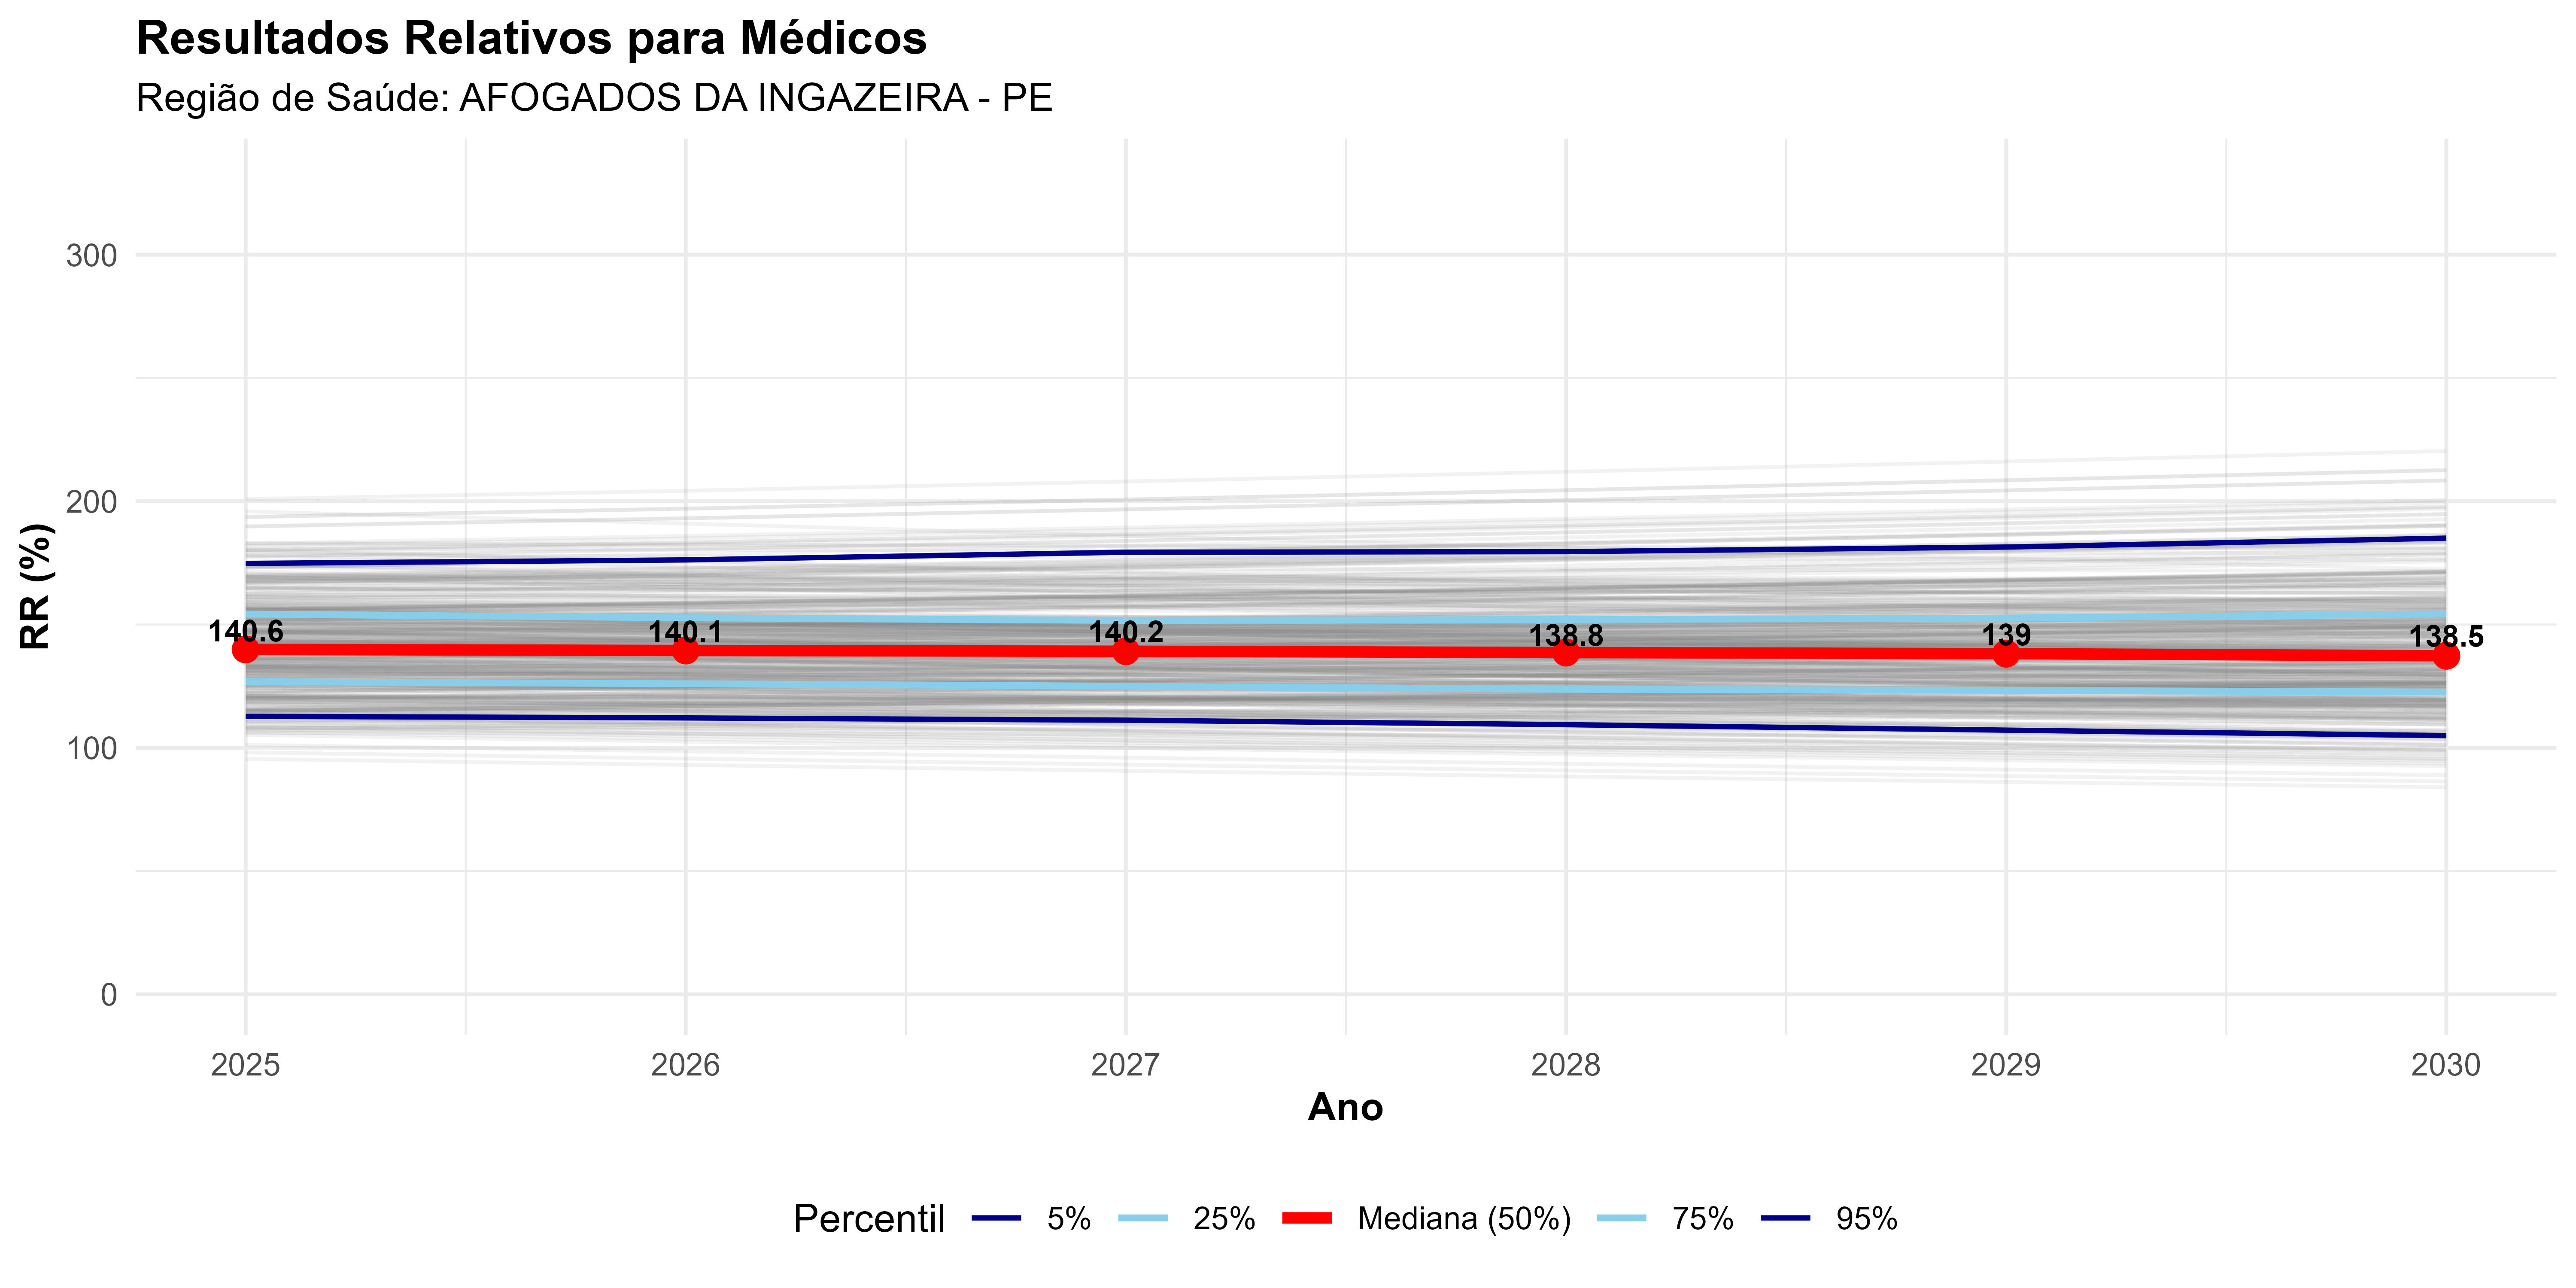 Resultados Relativos para Médicos
Região de Saúde: AFOGADOS DA INGAZEIRA - PE
RR (%)
300
200
100
0
140.6 140.1 140.2 138.8 139 138.5
2025 2026 2027 2028 2029 2030
Ano
Percentil 5% 25% Mediana (50%) 75% 95%